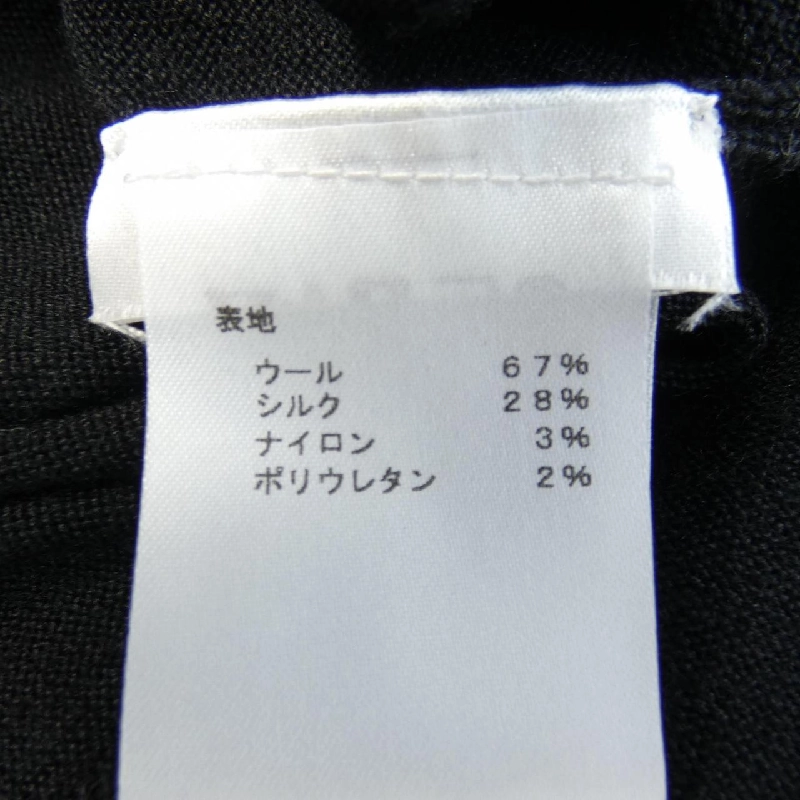 表地
ウール 67%
シルク 28%
ナイロン 3%
ポリウレタン 2%